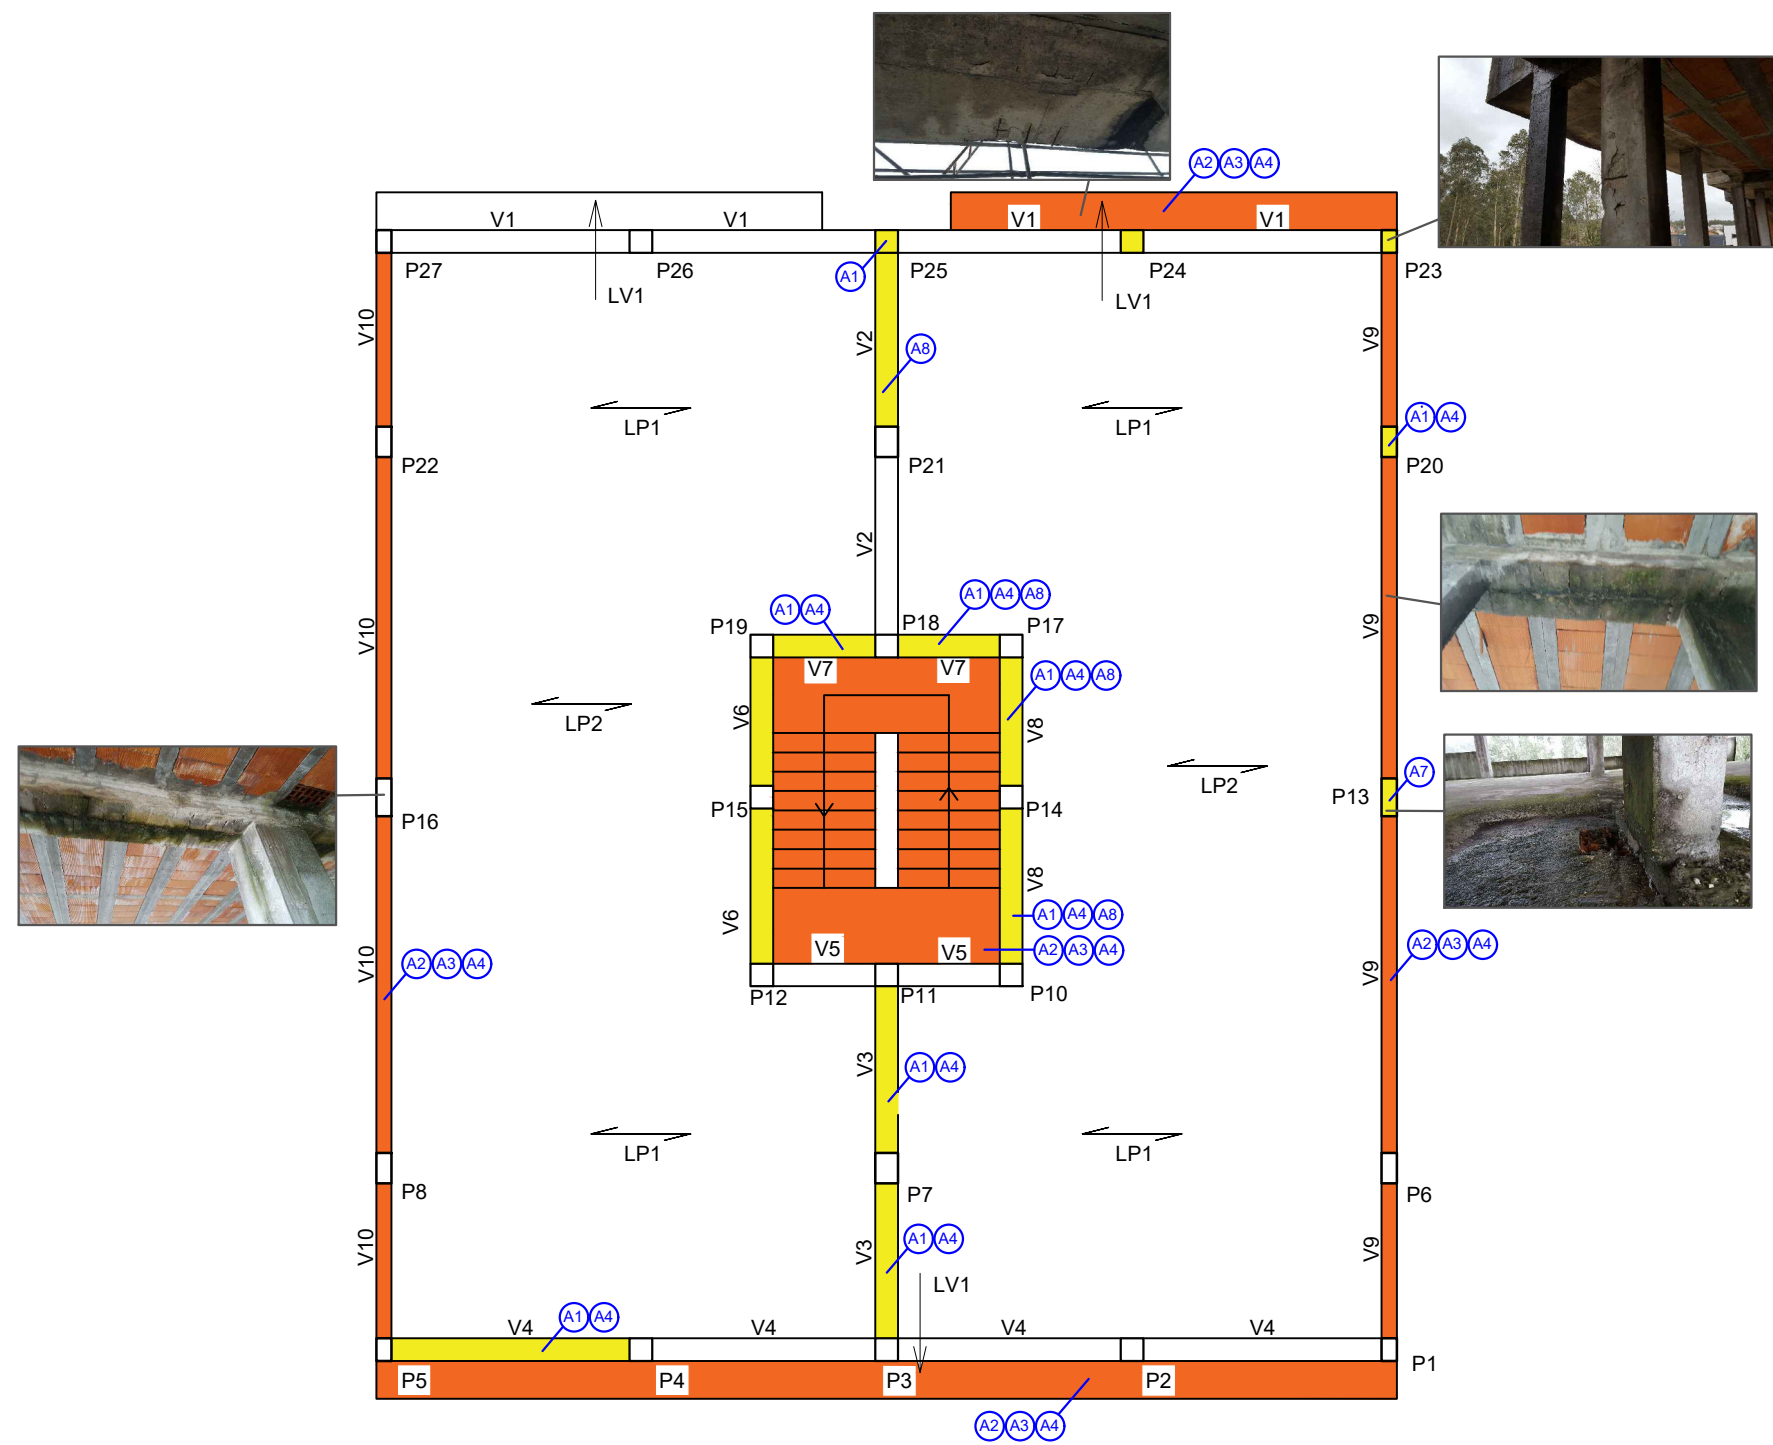 A2 A3 A4
V1 V1 V1 V1
P27 P26 A1 P25 P24 P23
LV1 LV1
V10 V2 A8 V9
LP1 LP1
A1 A4
P22 P21 P20
V2
A1 A4 A8
A1 A4
P19 P18 P17
V10 V9
V7 V7
A1 A4 A8
V6 V8
LP2
LP2
A7
P13
P16 P15 P14
V8
A1 A4 A8
V6
A2 A3 A4
V5 V5
A2 A3 A4
V10 A2 A3 A4
V9
P12 P11 P10
V3 A1 A4
LP1 LP1
P8 P7 P6
V10 V3 A1 A4 V9
LV1
A1 A4
V4 V4 V4 V4
P1
P5 P4 P3 P2
A2 A3 A4